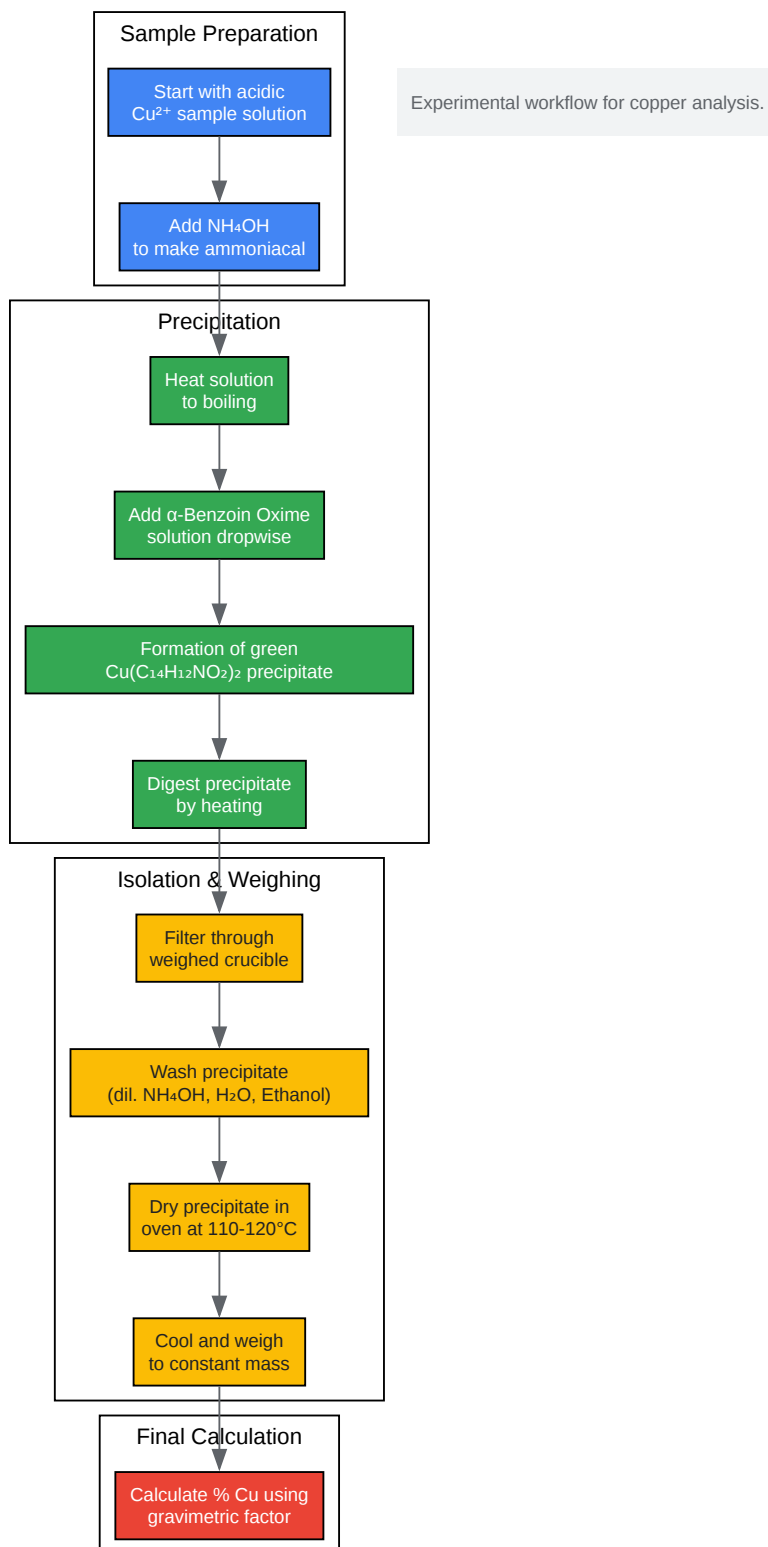 Sample Preparation
Start with acidic
Cu²⁺ sample solution
Experimental workflow for copper analysis.
Add NH₄OH
to make ammoniacal
Precipitation
Heat solution
to boiling
Add α-Benzoin Oxime
solution dropwise
Formation of green
Cu(C₁₄H₁₂NO₂)₂ precipitate
Digest precipitate
by heating
Isolation & Weighing
Filter through
weighed crucible
Wash precipitate
(dil. NH₄OH, H₂O, Ethanol)
Dry precipitate in
oven at 110-120°C
Cool and weigh
to constant mass
Final Calculation
Calculate % Cu using
gravimetric factor